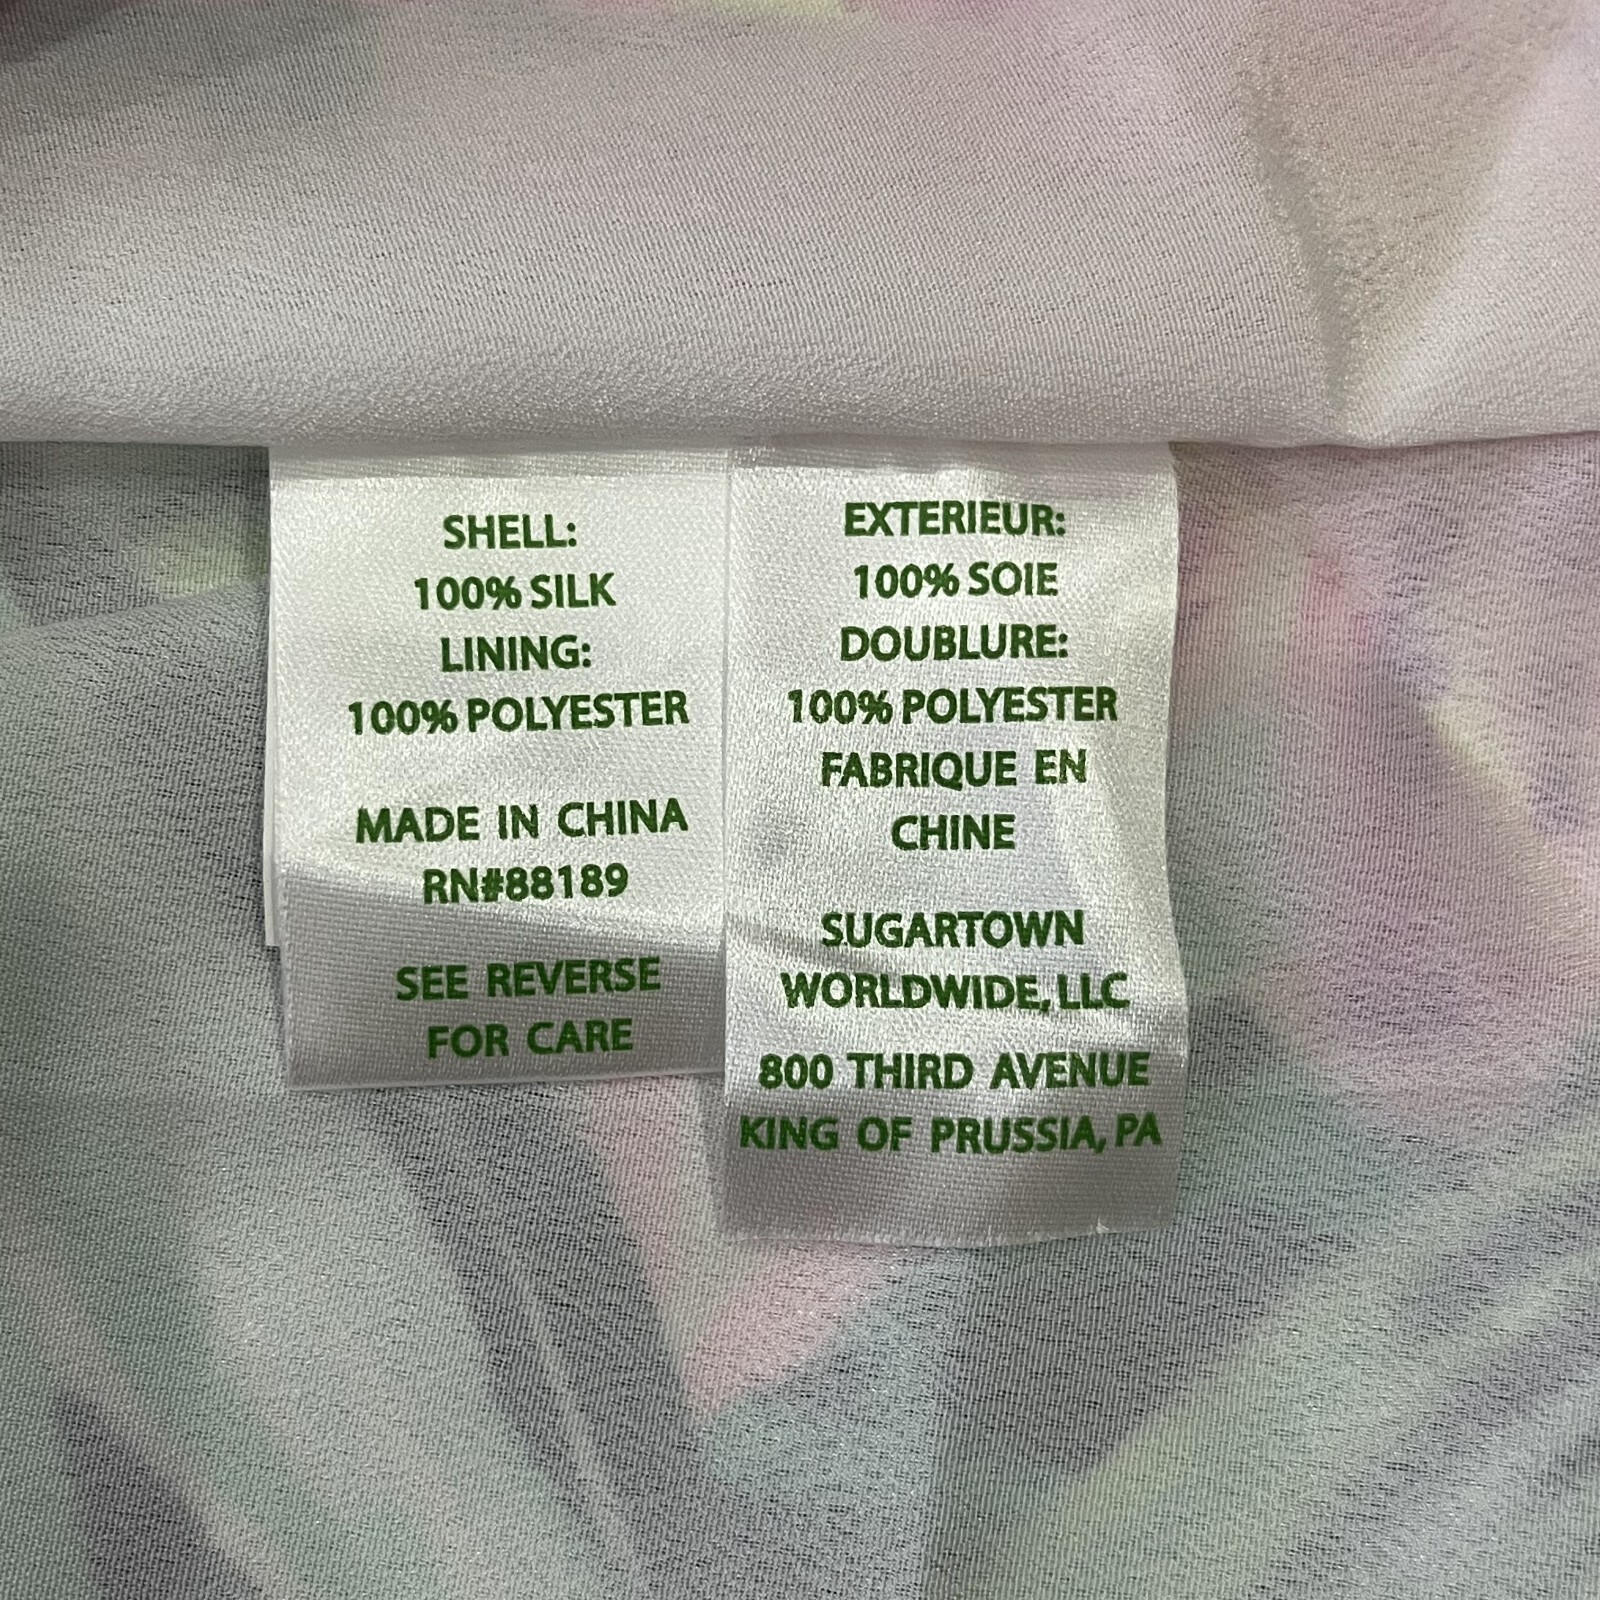 SHELL:
100% SILK
LINING:
100% POLYESTER
MADE IN CHINA
RN#88189
SEE REVERSE
FOR CARE
EXTERIEUR:
100% SOIE
DOUBLURE:
100% POLYESTER
FABRIQUE EN
CHINE
SUGARTOWN
WORLDWIDE, LLC
800 THIRD AVENUE
KING OF PRUSSIA, PA